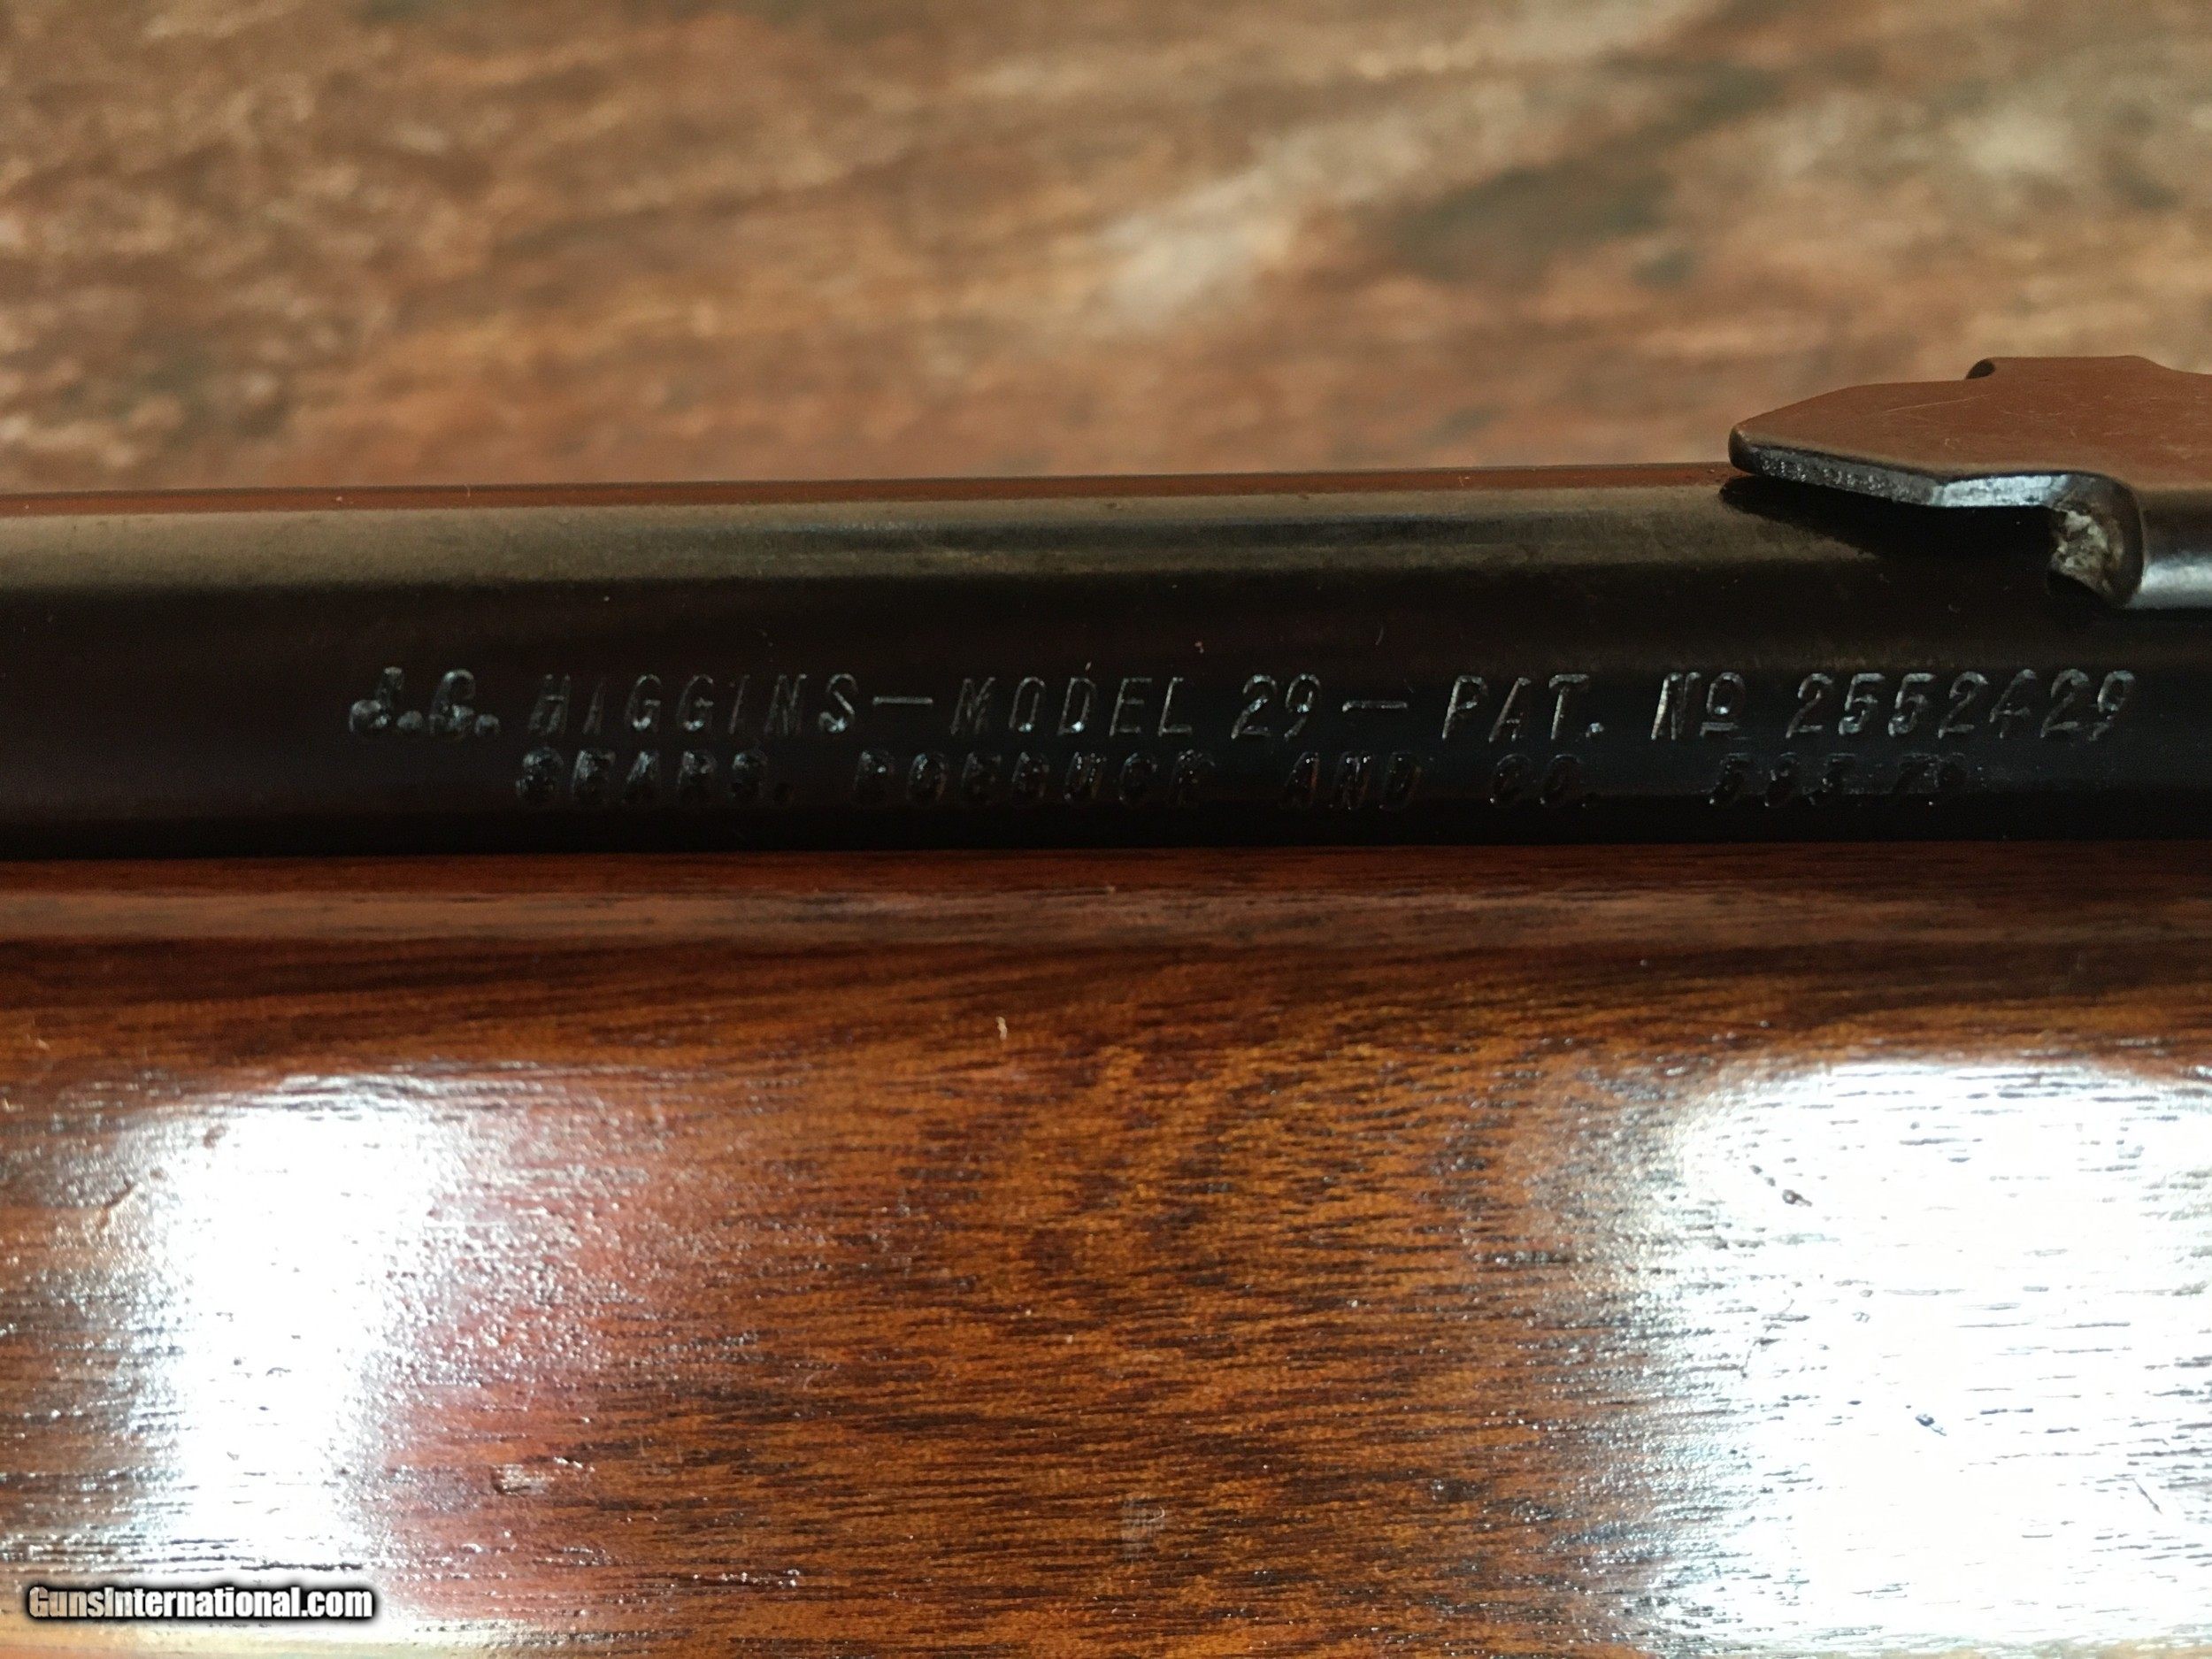 J.C. HIGGINS — MODEL 29 — PAT. Nº 2552429
SEARS, ROEBUCK AND CO.
GunsInternational.com